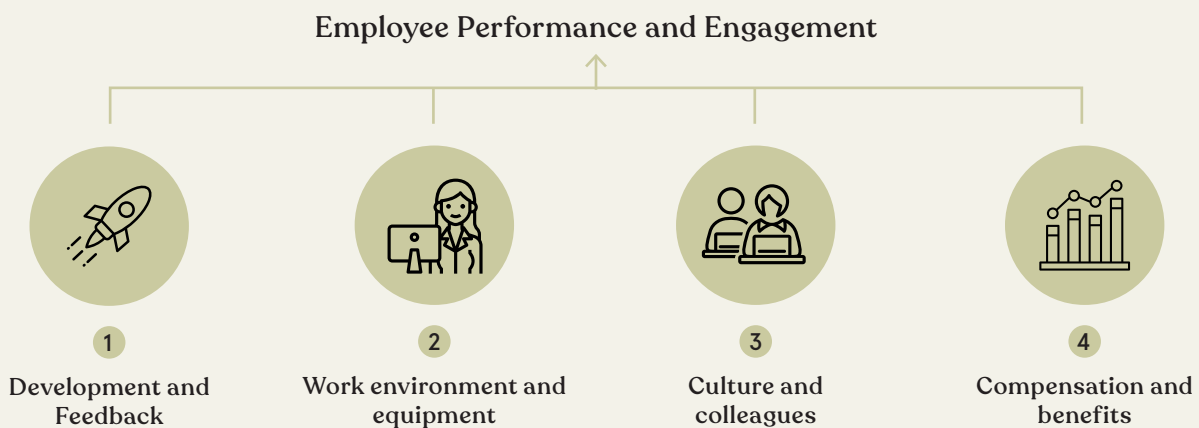 Employee Performance and Engagement
1
Development and
Feedback
2
Work environment and
equipment
3
Culture and
colleagues
4
Compensation and
benefits